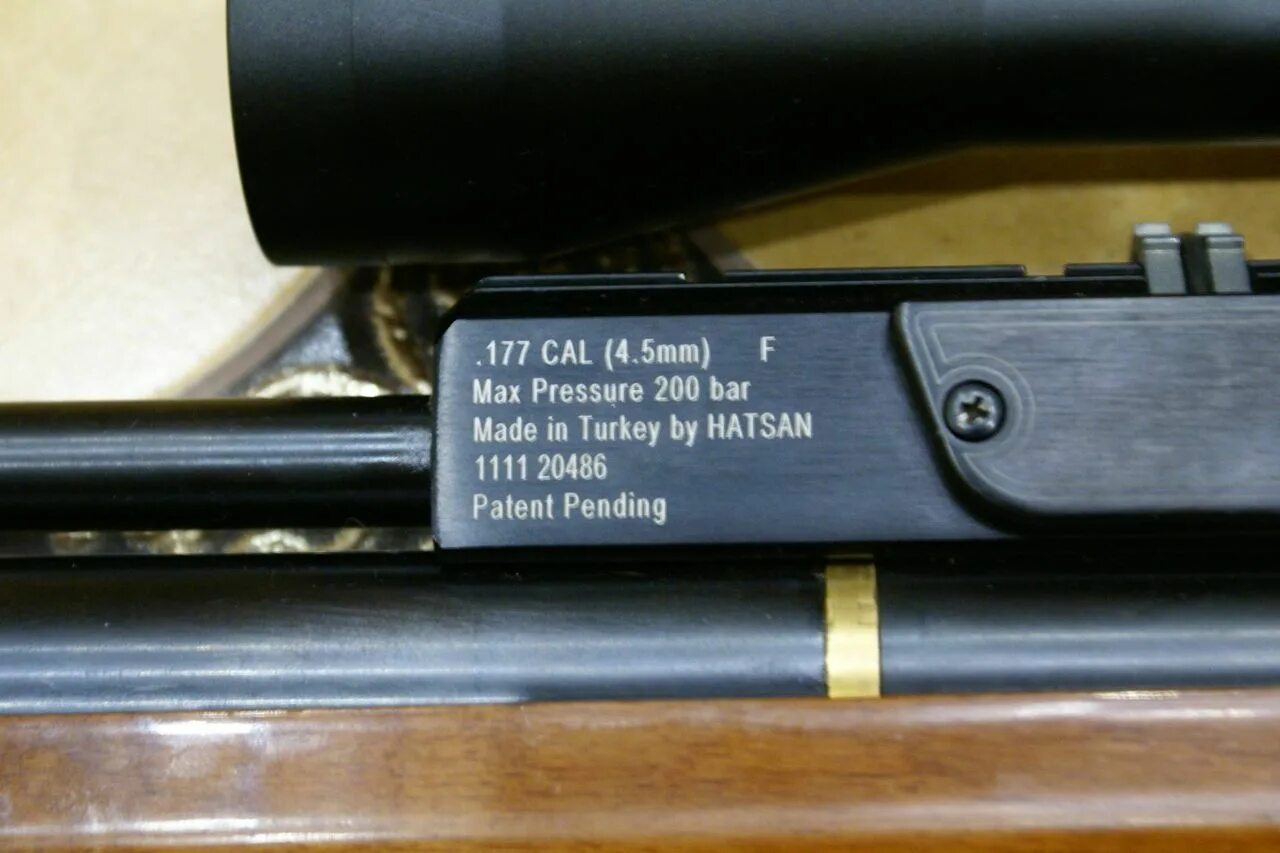 .177 CAL (4.5mm) F
Max Pressure 200 bar
Made in Turkey by HATSAN
1111 20486
Patent Pending